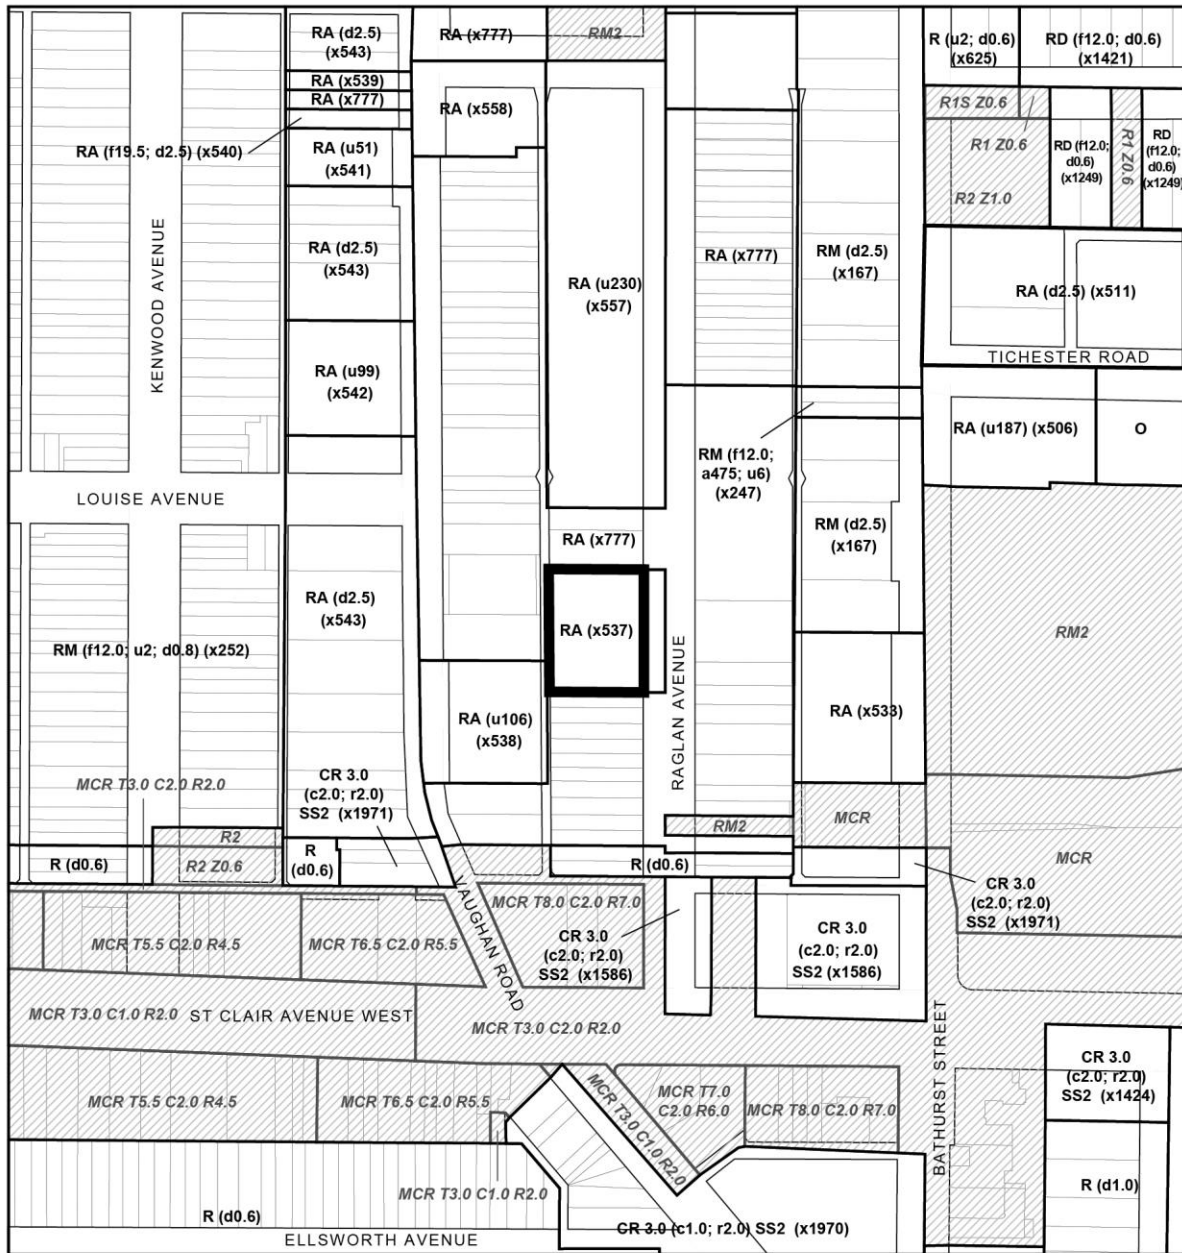 RA (d2.5)
(x543)
RA (x539)
RA (x777)
RA (f19.5; d2.5) (x540)
RA (u51)
(x541)
RA (d2.5)
(x543)
RA (u99)
(x542)
KENWOOD AVENUE
LOUISE AVENUE
RA (x777)
RM2
RA (x558)
RA (u230)
(x557)
RA (x777)
RM (d2.5)
(x167)
R (u2; d0.6)
(x625)
RD (f12.0; d0.6)
(x1421)
R1S Z0.6
R1 Z0.6
R2 Z1.0
RD (f12.0;
d0.6)
(x1249)
R1 Z0.6
RD
(f12.0;
d0.6)
(x1249)
RA (d2.5) (x511)
TICHESTER ROAD
RA (u187) (x506)
O
RM (f12.0;
a475; u6)
(x247)
RM (d2.5)
(x167)
RA (x777)
RA (x537)
RAGLAN AVENUE
RM2
RA (d2.5)
(x543)
RM (f12.0; u2; d0.8) (x252)
RA (u106)
(x538)
RA (x533)
MCR T3.0 C2.0 R2.0
CR 3.0
(c2.0; r2.0)
SS2 (x1971)
R2
R2 Z0.6
R (d0.6)
R
(d0.6)
RM2
MCR
R (d0.6)
MCR
CR 3.0
(c2.0; r2.0)
SS2 (x1971)
VAUGHAN ROAD
MCR T8.0 C2.0 R7.0
CR 3.0
(c2.0; r2.0)
SS2 (x1586)
CR 3.0
(c2.0; r2.0)
SS2 (x1586)
MCR T5.5 C2.0 R4.5
MCR T6.5 C2.0 R5.5
MCR T3.0 C1.0 R2.0
ST CLAIR AVENUE WEST
MCR T3.0 C2.0 R2.0
BATHURST STREET
CR 3.0
(c2.0; r2.0)
SS2 (x1424)
MCR T5.5 C2.0 R4.5
MCR T6.5 C2.0 R5.5
MCR T3.0 C1.0 R2.0
MCR T7.0
C2.0 R6.0
MCR T8.0 C2.0 R7.0
MCR T3.0 C1.0 R2.0
R (d0.6)
R (d1.0)
CR 3.0 (c1.0; r2.0) SS2 (x1970)
ELLSWORTH AVENUE